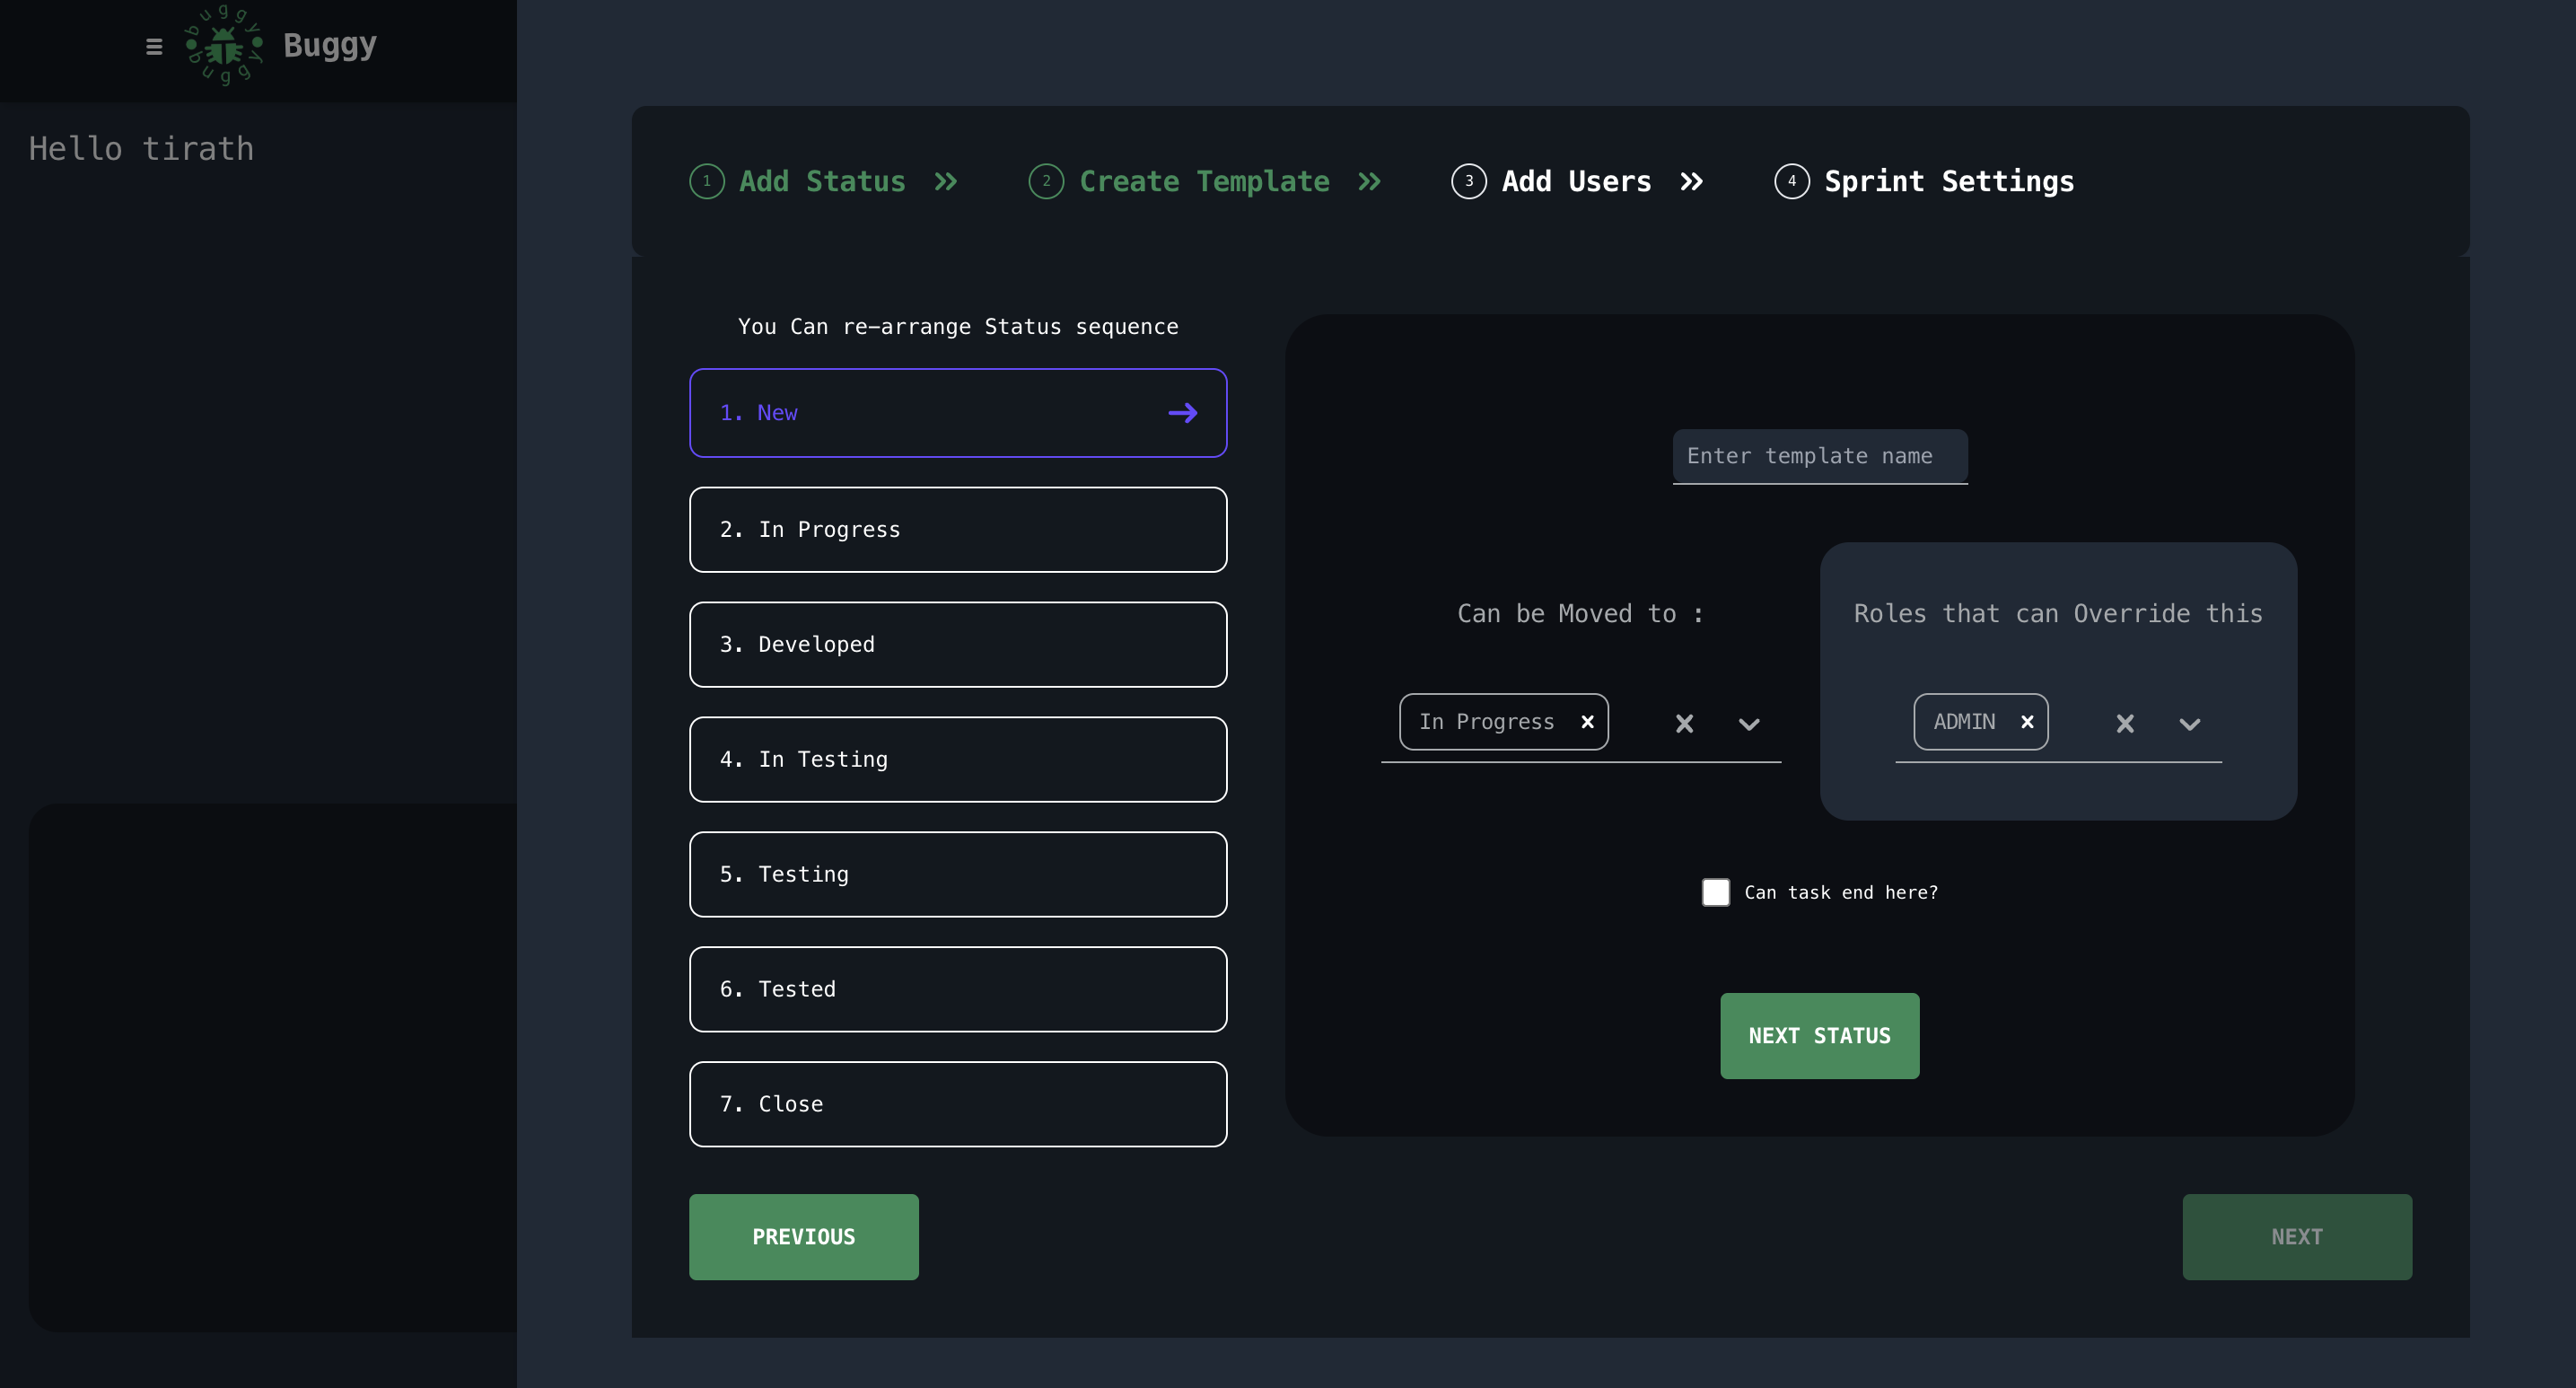 buggy buggy
Buggy
Hello tirath
1 Add Status
2 Create Template
3 Add Users
4 Sprint Settings
You Can re-arrange Status sequence
1. New
2. In Progress
3. Developed
4. In Testing
5. Testing
6. Tested
7. Close
Enter template name
Can be Moved to :
In Progress
Roles that can Override this
ADMIN
Can task end here?
NEXT STATUS
PREVIOUS
NEXT